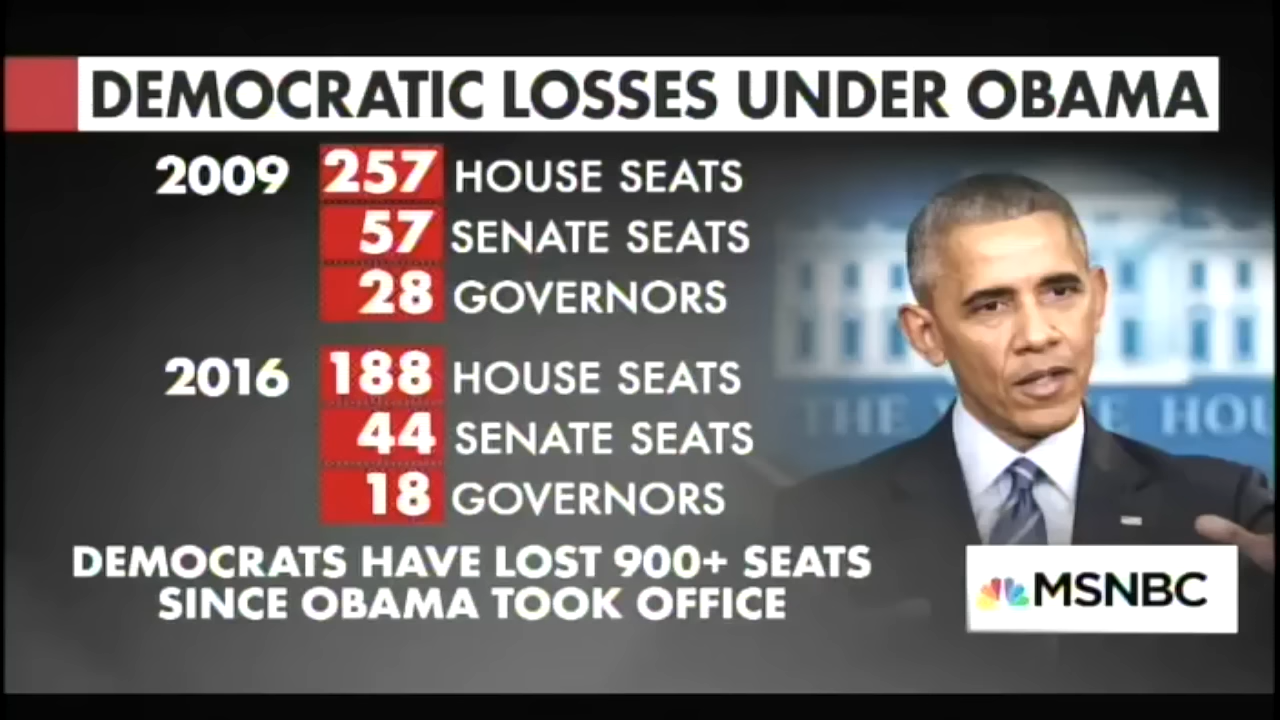 DEMOCRATIC LOSSES UNDER OBAMA
2009 257 HOUSE SEATS
57 SENATE SEATS
28 GOVERNORS
2016 188 HOUSE SEATS
44 SENATE SEATS
18 GOVERNORS
DEMOCRATS HAVE LOST 900+ SEATS
SINCE OBAMA TOOK OFFICE
THE
MSNBC